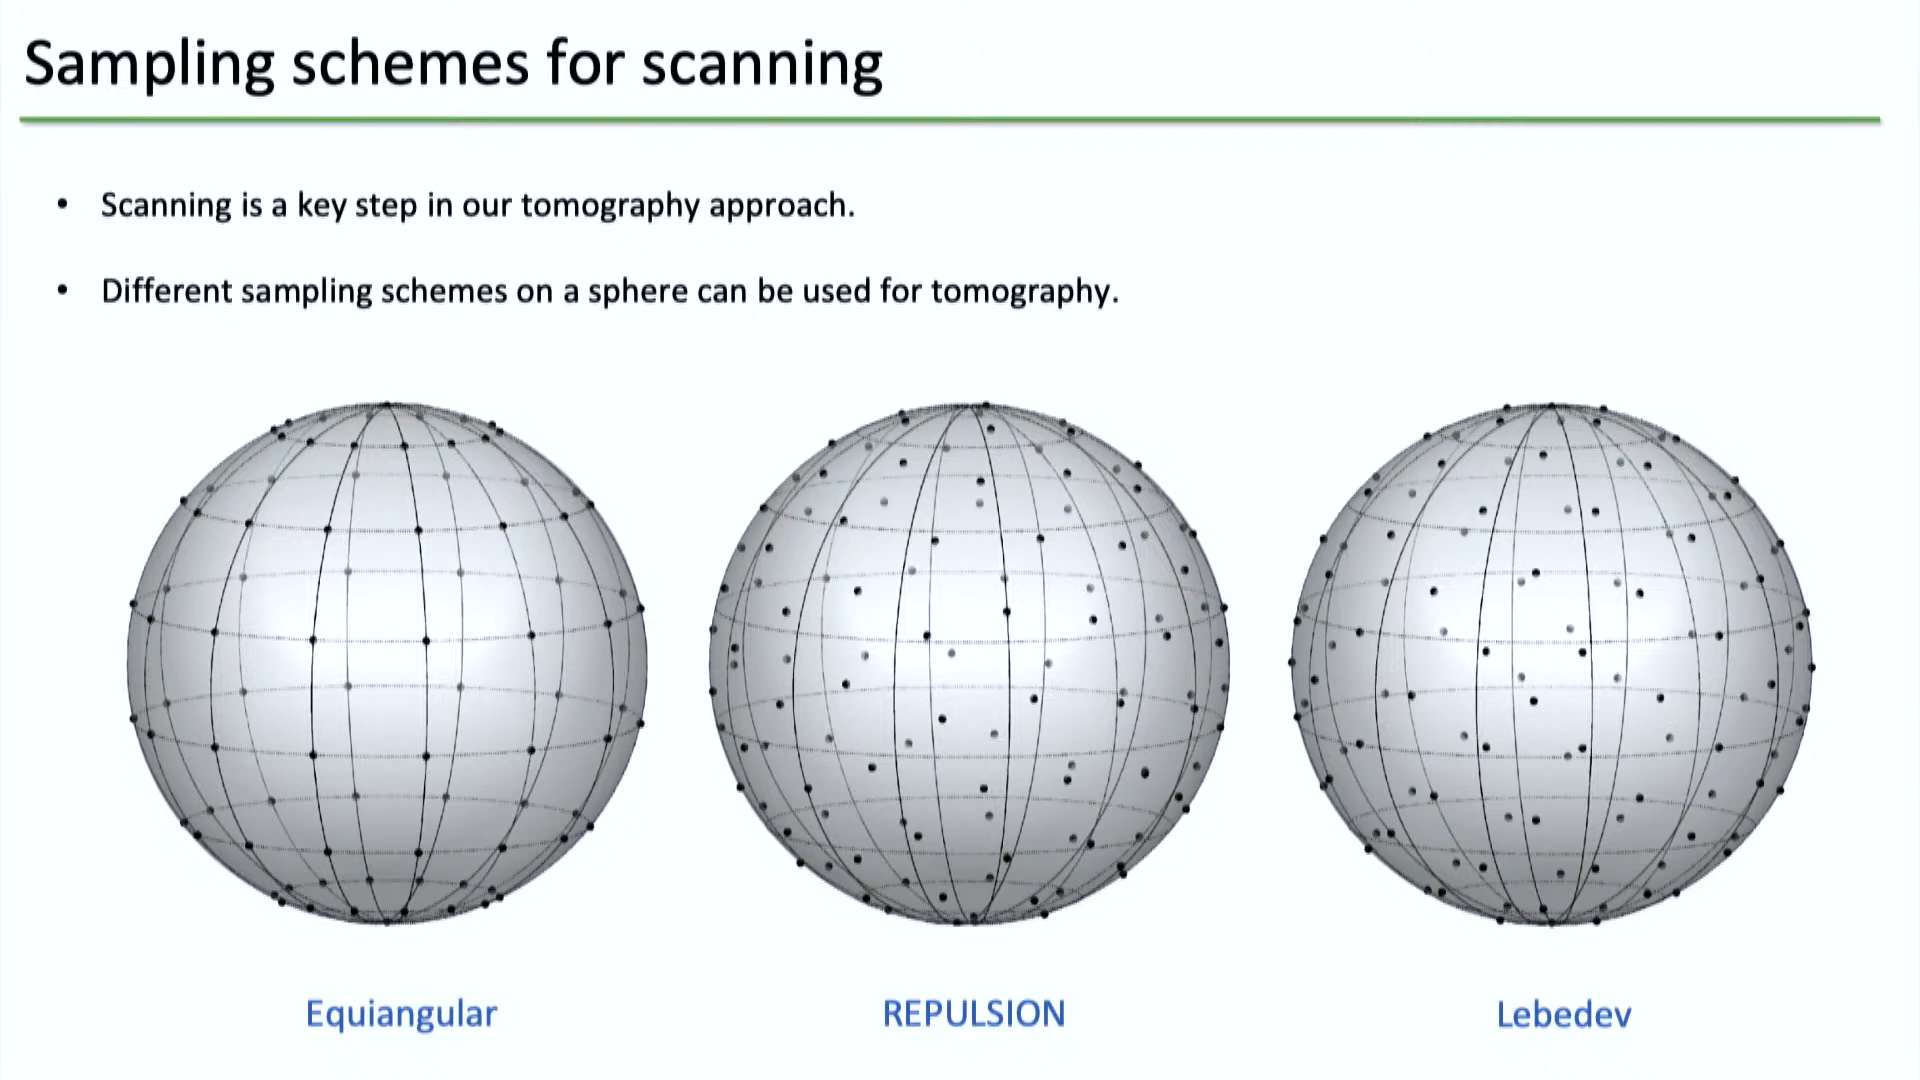 Sampling schemes for scanning
• Scanning is a key step in our tomography approach.
• Different sampling schemes on a sphere can be used for tomography.
Equiangular
REPULSION
Lebedev